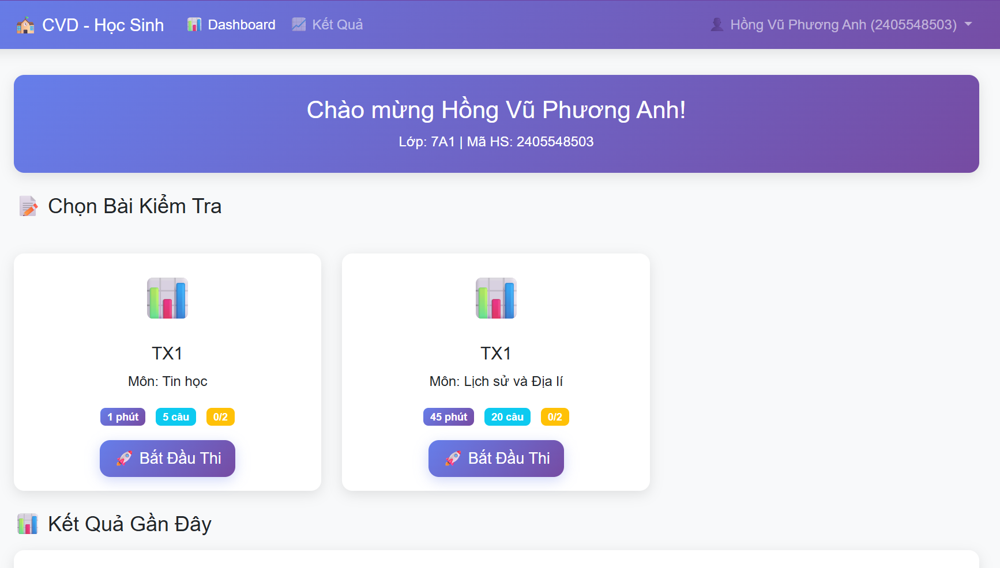 CVD - Học Sinh Dashboard Kết Quả Hồng Vũ Phương Anh (2405548503)
Chào mừng Hồng Vũ Phương Anh!
Lớp: 7A1 | Mã HS: 2405548503
Chọn Bài Kiểm Tra
TX1
Môn: Tin học
1 phút 5 câu 0/2
Bắt Đầu Thi
TX1
Môn: Lịch sử và Địa lí
45 phút 20 câu 0/2
Bắt Đầu Thi
Kết Quả Gần Đây